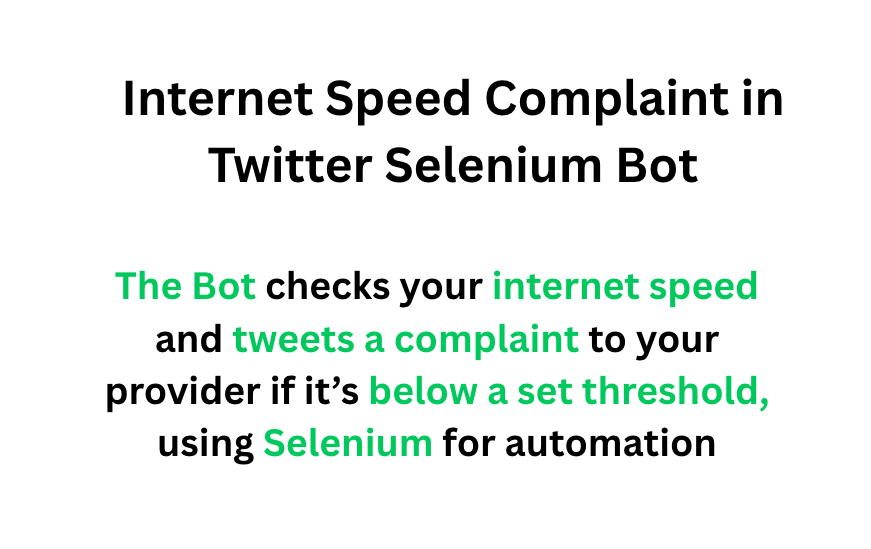 Internet Speed Complaint in
Twitter Selenium Bot
The Bot checks your internet speed
and tweets a complaint to your
provider if it’s below a set threshold,
using Selenium for automation